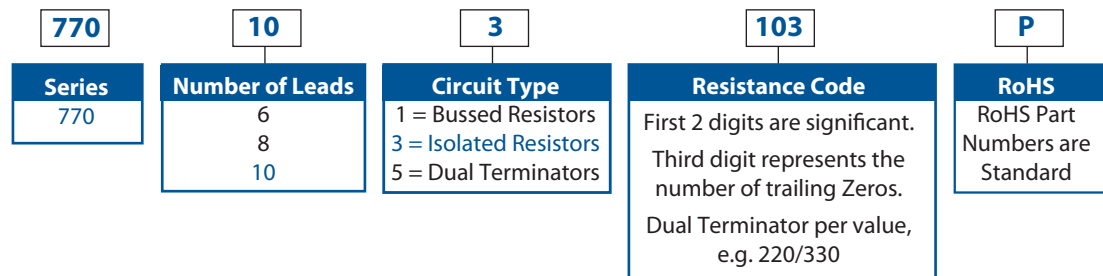 770
10
3
103
P
Series
770
Number of Leads
6
8
10
Circuit Type
1 = Bussed Resistors
3 = Isolated Resistors
5 = Dual Terminators
Resistance Code
First 2 digits are significant.
Third digit represents the
number of trailing Zeros.
Dual Terminator per value,
e.g. 220/330
RoHS
RoHS Part
Numbers are
Standard